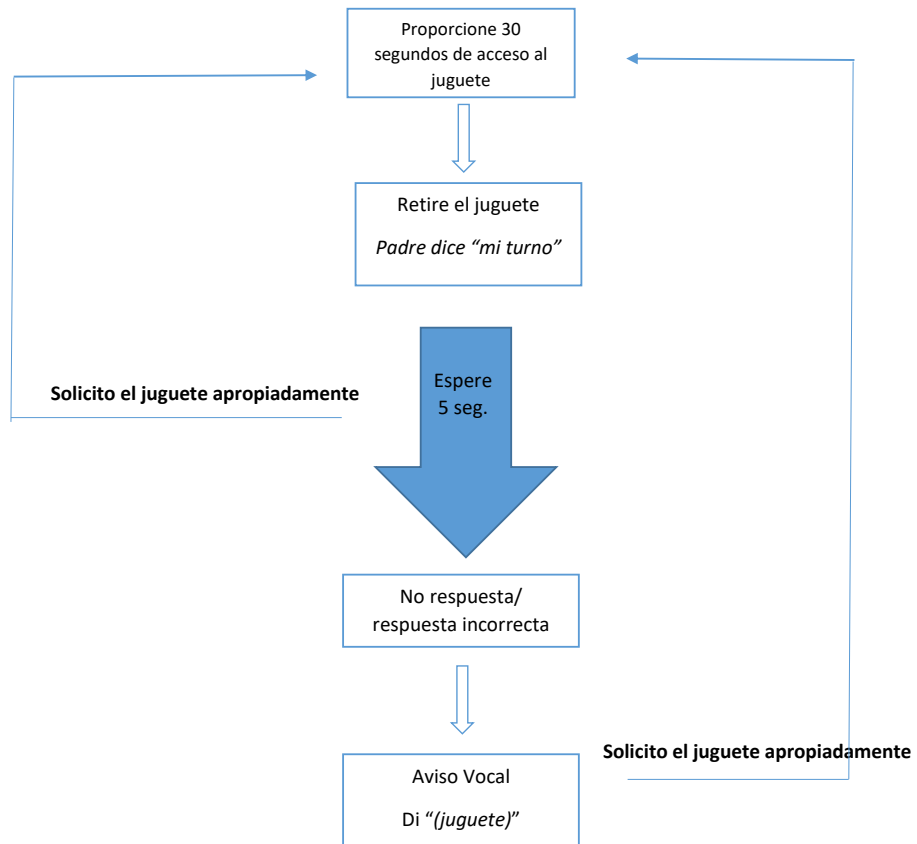 Proporcione 30
segundos de acceso al
juguete
Retire el juguete
Padre dice “mi turno”
Espere
5 seg.
Solicito el juguete apropiadamente
No respuesta/
respuesta incorrecta
Solicito el juguete apropiadamente
Aviso Vocal
Di “(juguete)”